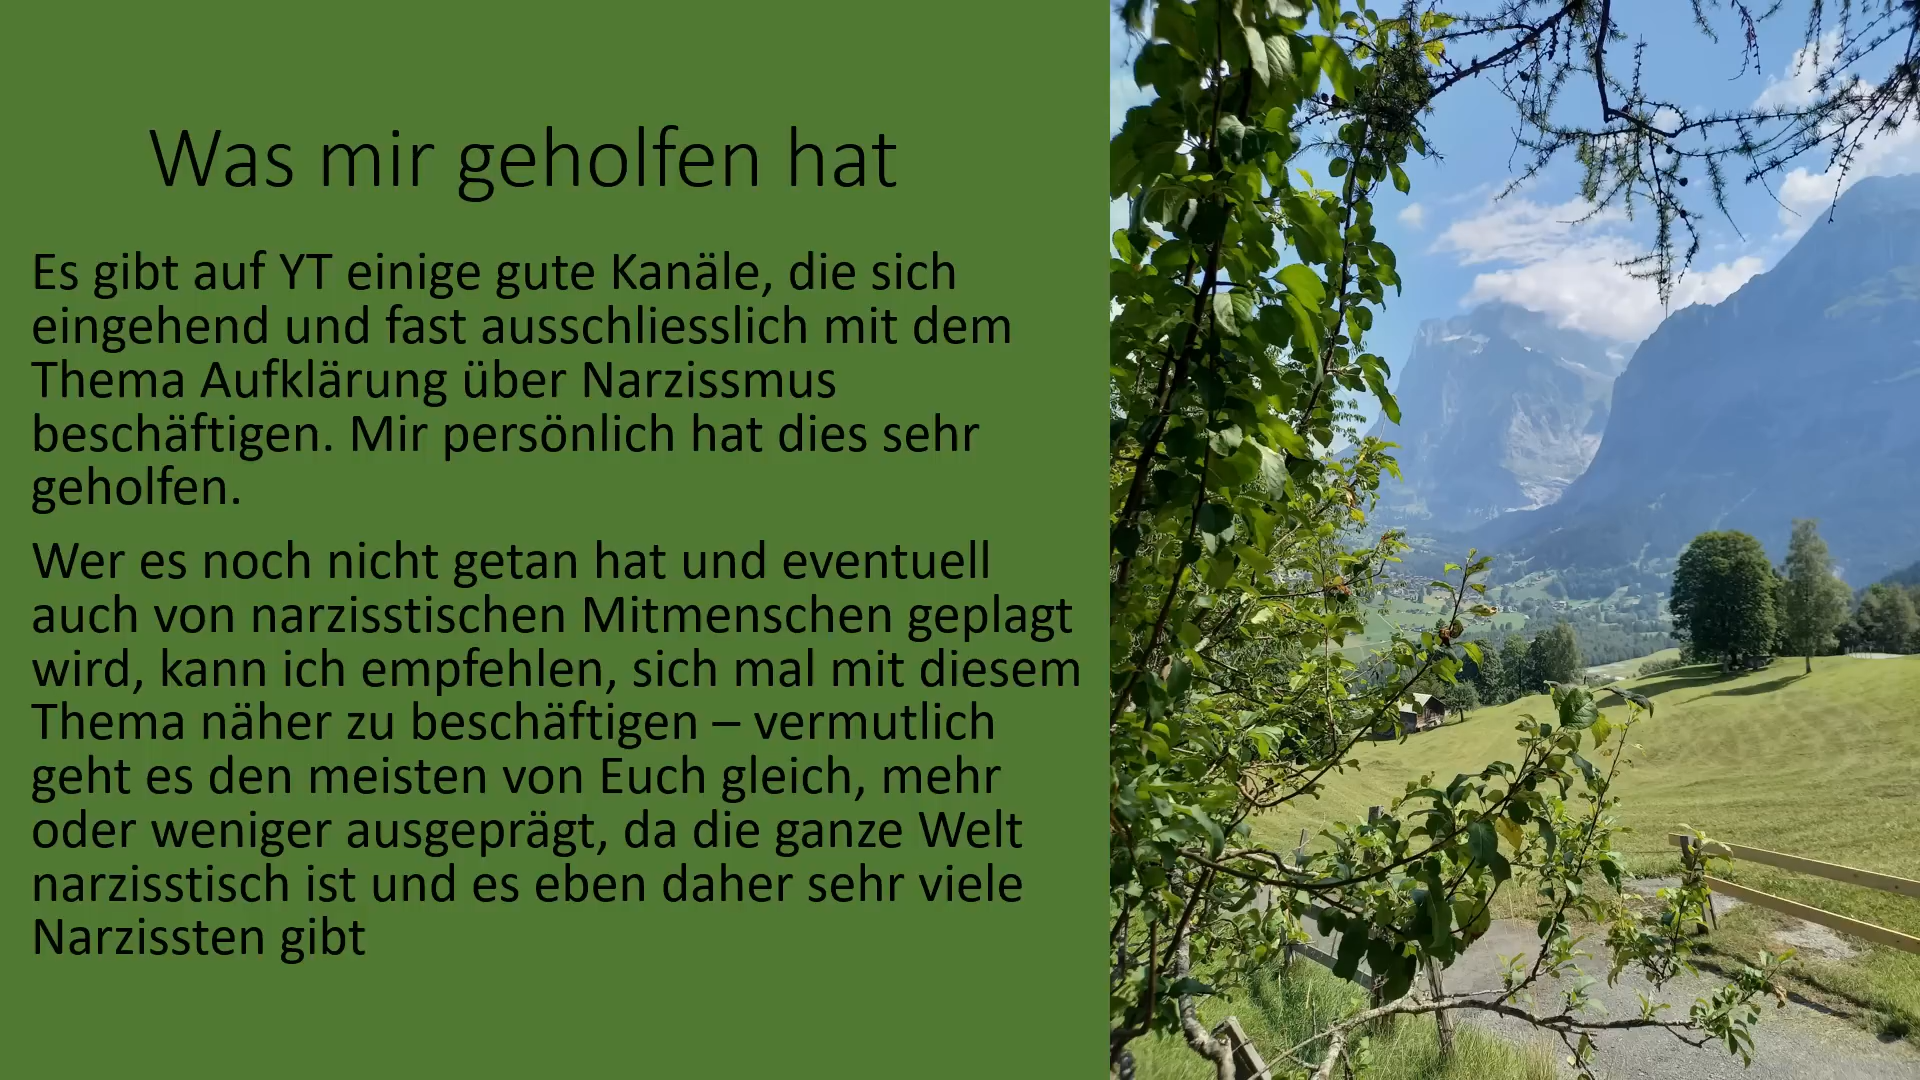 Was mir geholfen hat
Es gibt auf YT einige gute Kanäle, die sich
eingehend und fast ausschliesslich mit dem
Thema Aufklärung über Narzissmus
beschäftigen. Mir persönlich hat dies sehr
geholfen.
Wer es noch nicht getan hat und eventuell
auch von narzisstischen Mitmenschen geplagt
wird, kann ich empfehlen, sich mal mit diesem
Thema näher zu beschäftigen – vermutlich
geht es den meisten von Euch gleich, mehr
oder weniger ausgeprägt, da die ganze Welt
narzisstisch ist und es eben daher sehr viele
Narzissten gibt